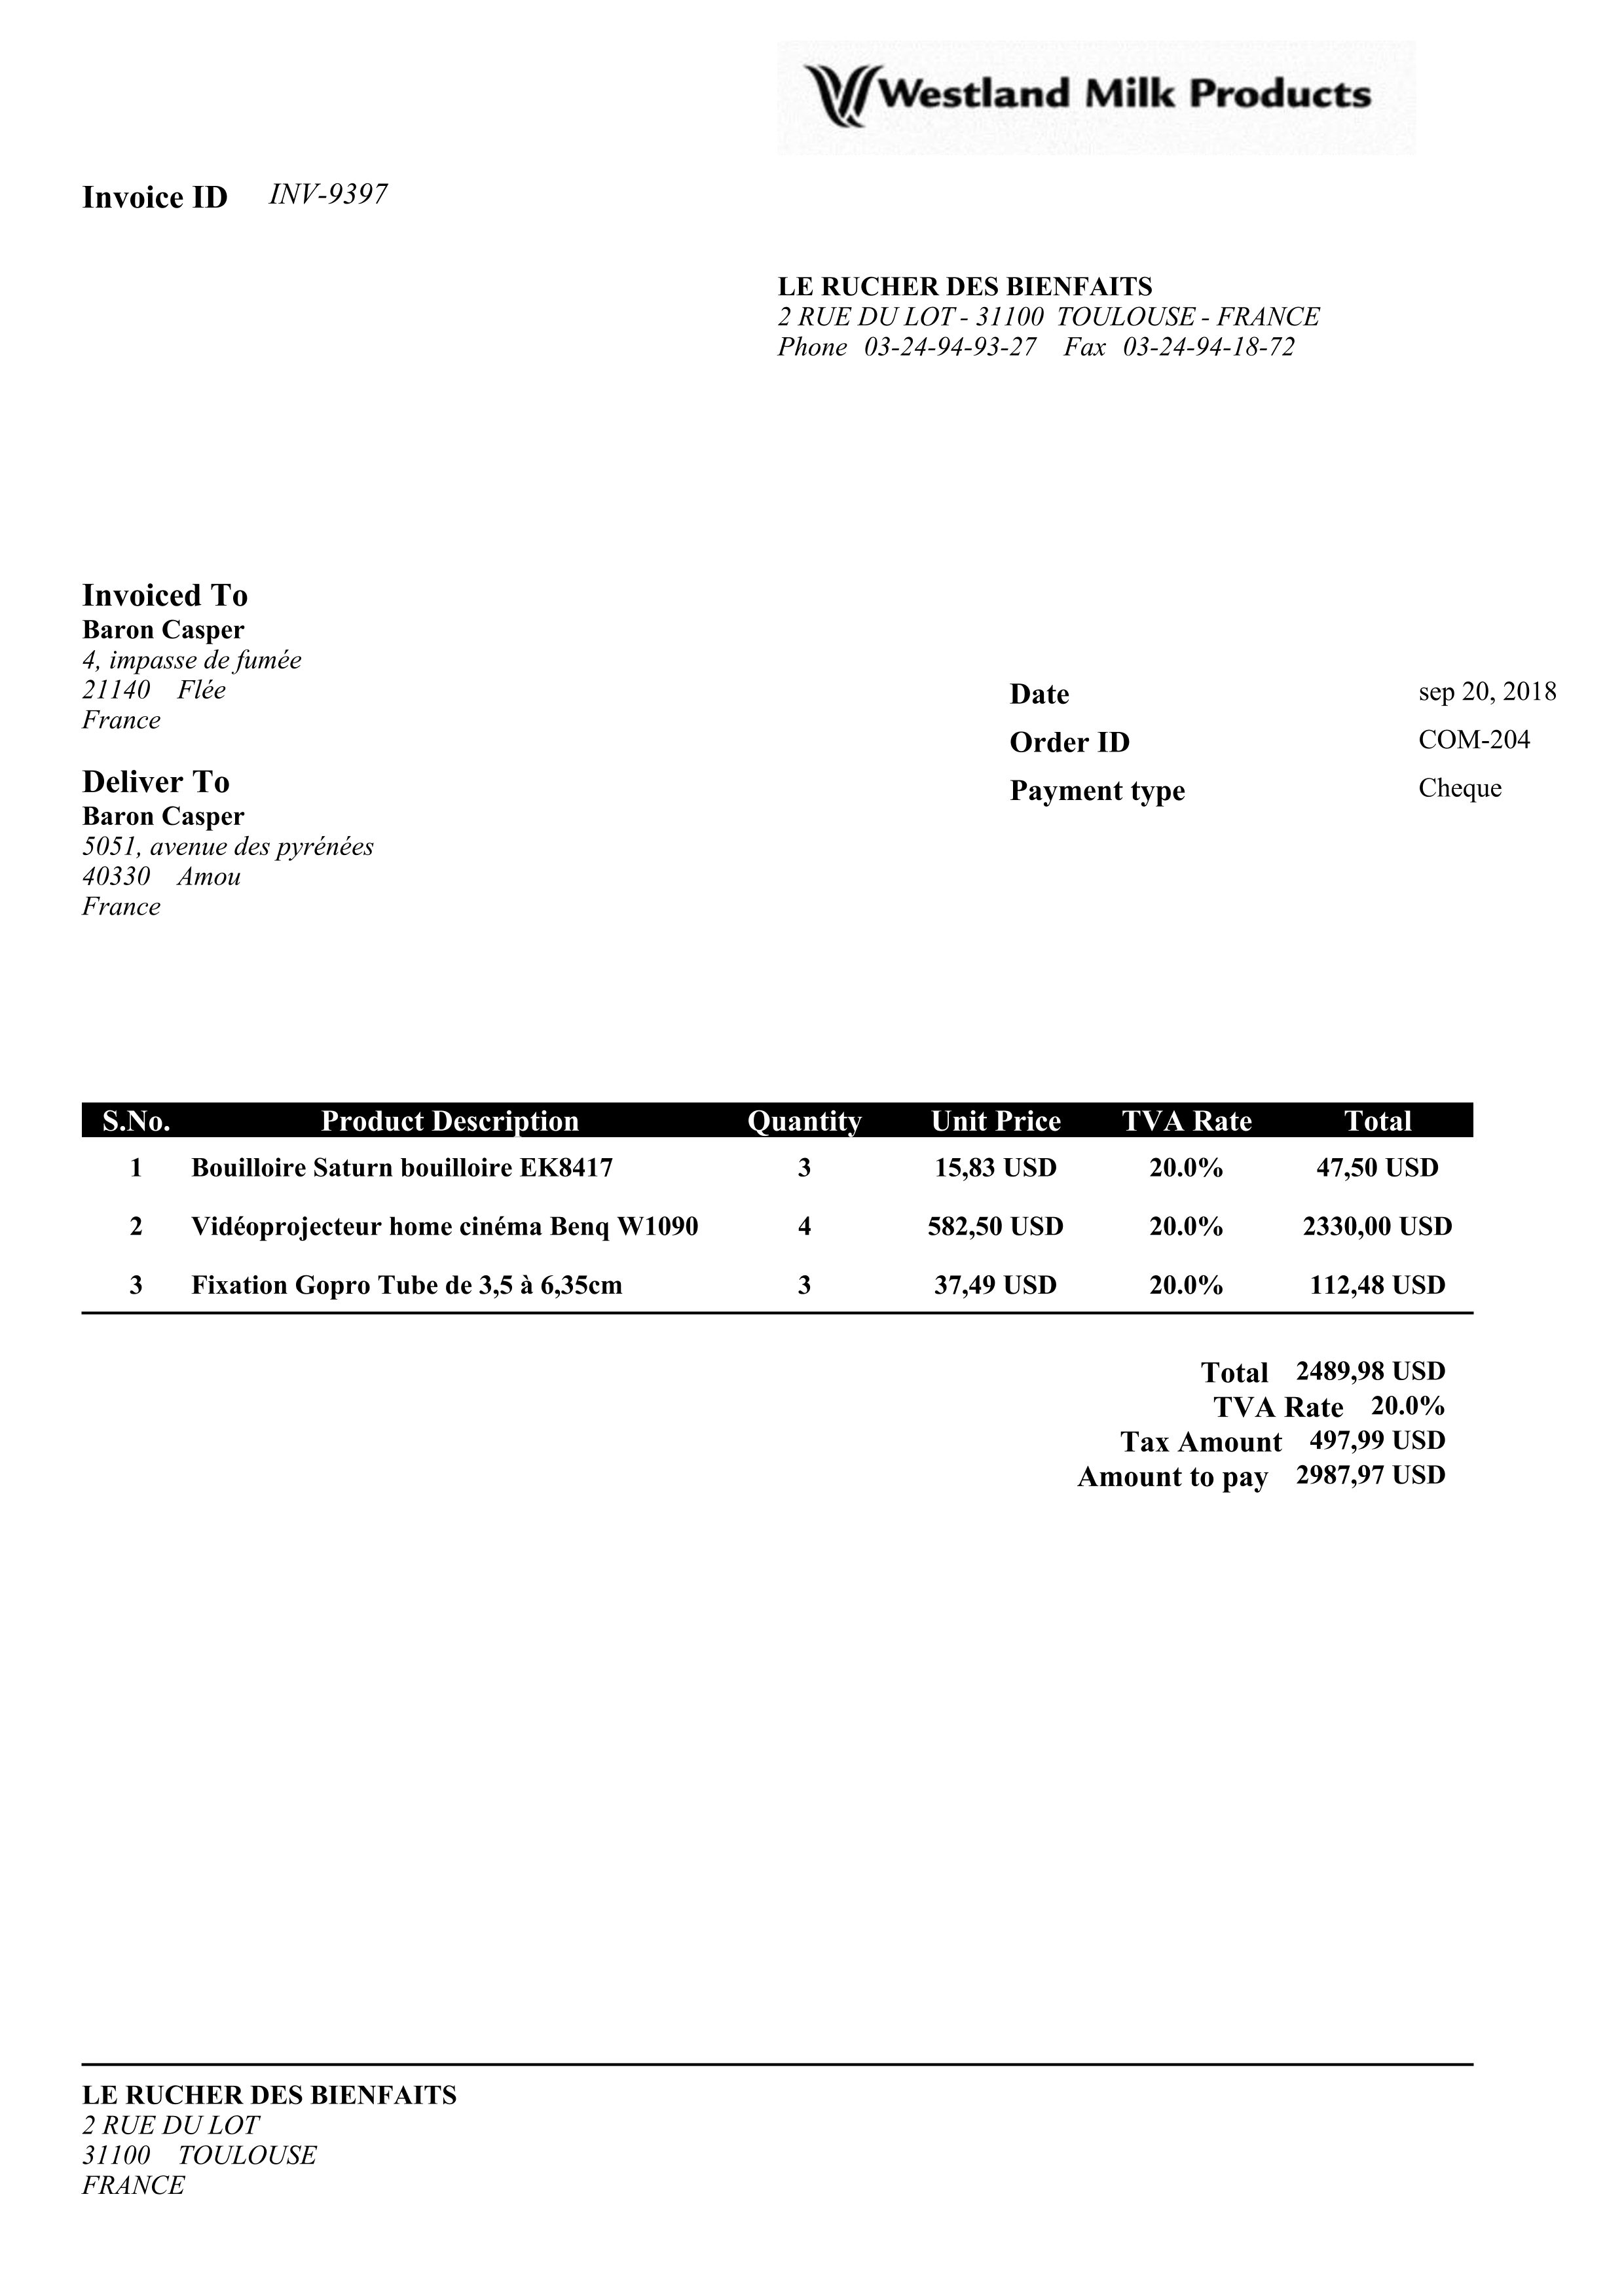 Westland Milk Products
Invoice ID INV-9397
LE RUCHER DES BIENFAITS
2 RUE DU LOT - 31100 TOULOUSE - FRANCE
Phone 03-24-94-93-27 Fax 03-24-94-18-72
Invoiced To
Baron Casper
4, impasse de fumée
21140 Flée
France
Deliver To
Baron Casper
5051, avenue des pyrénées
40330 Amou
France
Date sep 20, 2018
Order ID COM-204
Payment type Cheque
S.No. Product Description Quantity Unit Price TVA Rate Total
1 Bouilloire Saturn bouilloire EK8417 3 15,83 USD 20.0% 47,50 USD
2 Vidéoprojecteur home cinéma Benq W1090 4 582,50 USD 20.0% 2330,00 USD
3 Fixation Gopro Tube de 3,5 à 6,35cm 3 37,49 USD 20.0% 112,48 USD
Total 2489,98 USD
TVA Rate 20.0%
Tax Amount 497,99 USD
Amount to pay 2987,97 USD
LE RUCHER DES BIENFAITS
2 RUE DU LOT
31100 TOULOUSE
FRANCE